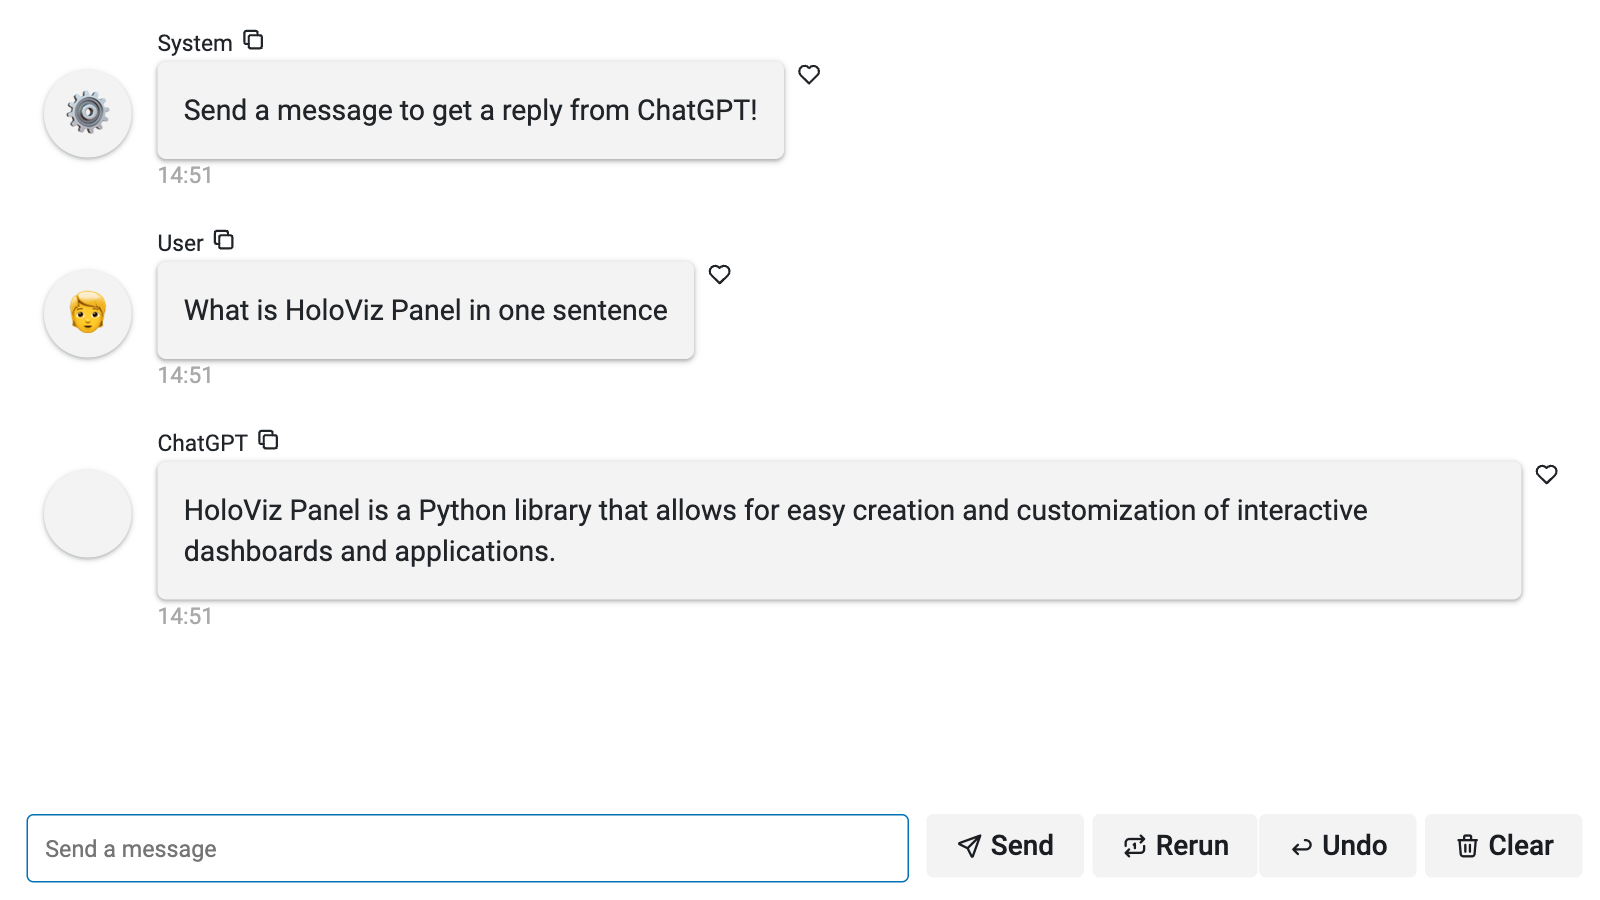 System
Send a message to get a reply from ChatGPT!
14:51
User
What is HoloViz Panel in one sentence
14:51
ChatGPT
HoloViz Panel is a Python library that allows for easy creation and customization of interactive
dashboards and applications.
14:51
Send a message
Send
Rerun
Undo
Clear